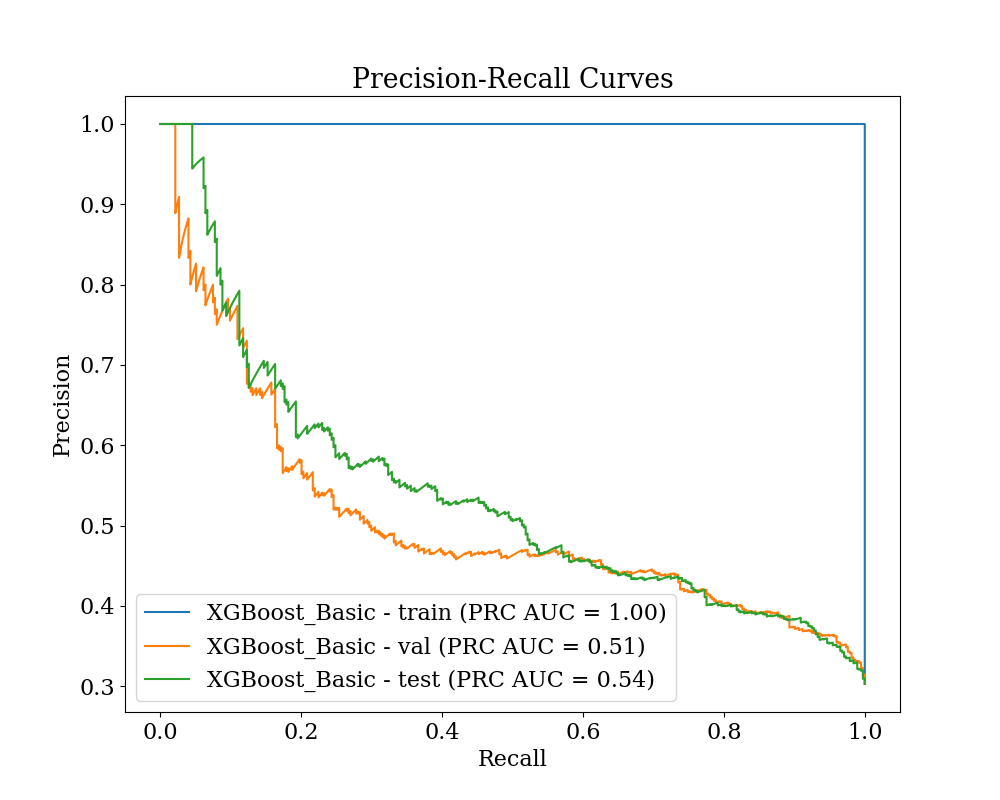 Precision-Recall Curves
Precision
1.0
0.9
0.8
0.7
0.6
0.5
0.4
0.3
XGBoost_Basic - train (PRC AUC = 1.00)
XGBoost_Basic - val (PRC AUC = 0.51)
XGBoost_Basic - test (PRC AUC = 0.54)
0.0 0.2 0.4 0.6 0.8 1.0
Recall